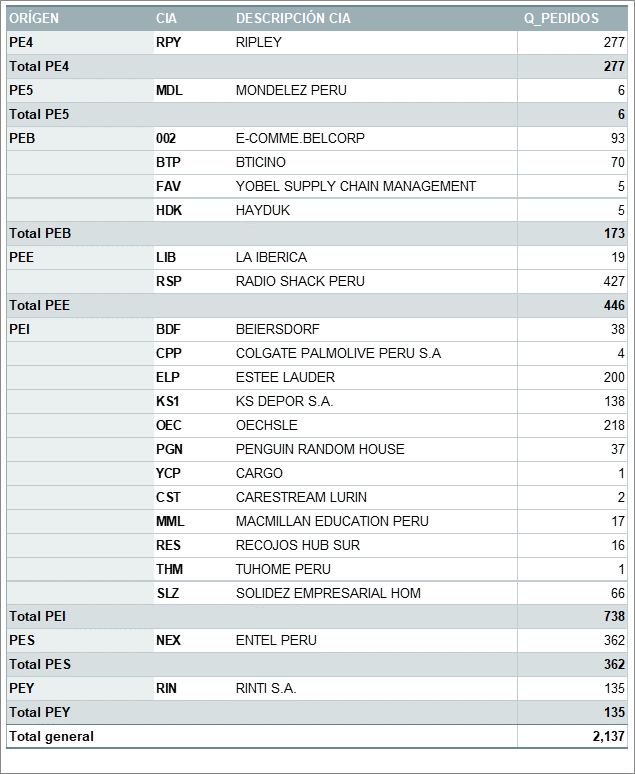 ORÍGEN CIA DESCRIPCIÓN CIA Q_PEDIDOS
PE4 RPY RIPLEY 277
Total PE4 277
PE5 MDL MONDELEZ PERU 6
Total PE5 6
PEB 002 E-COMME.BELCORP 93
BTP BTICINO 70
FAV YOBEL SUPPLY CHAIN MANAGEMENT 5
HDK HAYDUK 5
Total PEB 173
PEE LIB LA IBERICA 19
RSP RADIO SHACK PERU 427
Total PEE 446
PEI BDF BEIERSDORF 38
CPP COLGATE PALMOLIVE PERU S.A 4
ELP ESTEE LAUDER 200
KS1 KS DEPOR S.A. 138
OEC OECHSLE 218
PGN PENGUIN RANDOM HOUSE 37
YCP CARGO 1
CST CARESTREAM LURIN 2
MML MACMILLAN EDUCATION PERU 17
RES RECOJOS HUB SUR 16
THM TUHOME PERU 1
SLZ SOLIDEZ EMPRESARIAL HOM 66
Total PEI 738
PES NEX ENTEL PERU 362
Total PES 362
PEY RIN RINTI S.A. 135
Total PEY 135
Total general 2,137